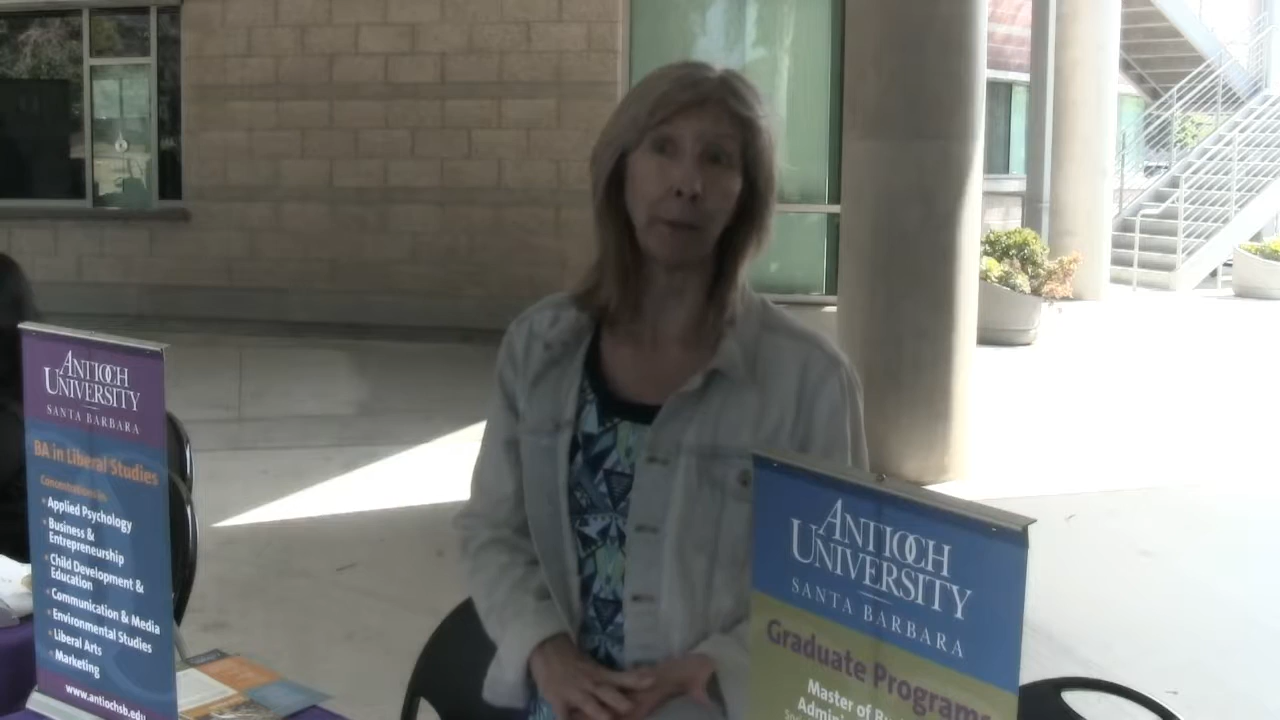 ANTIOCH
UNIVERSITY
SANTA BARBARA
BA in Liberal Studies
Concentrations
• Applied Psychology
• Business &
Entrepreneurship
• Child Development &
Education
• Communication & Media
• Environmental Studies
• Liberal Arts
• Marketing
www.antiochsb.edu
ANTIOCH
UNIVERSITY
SANTA BARBARA
Graduate Programs
Master of